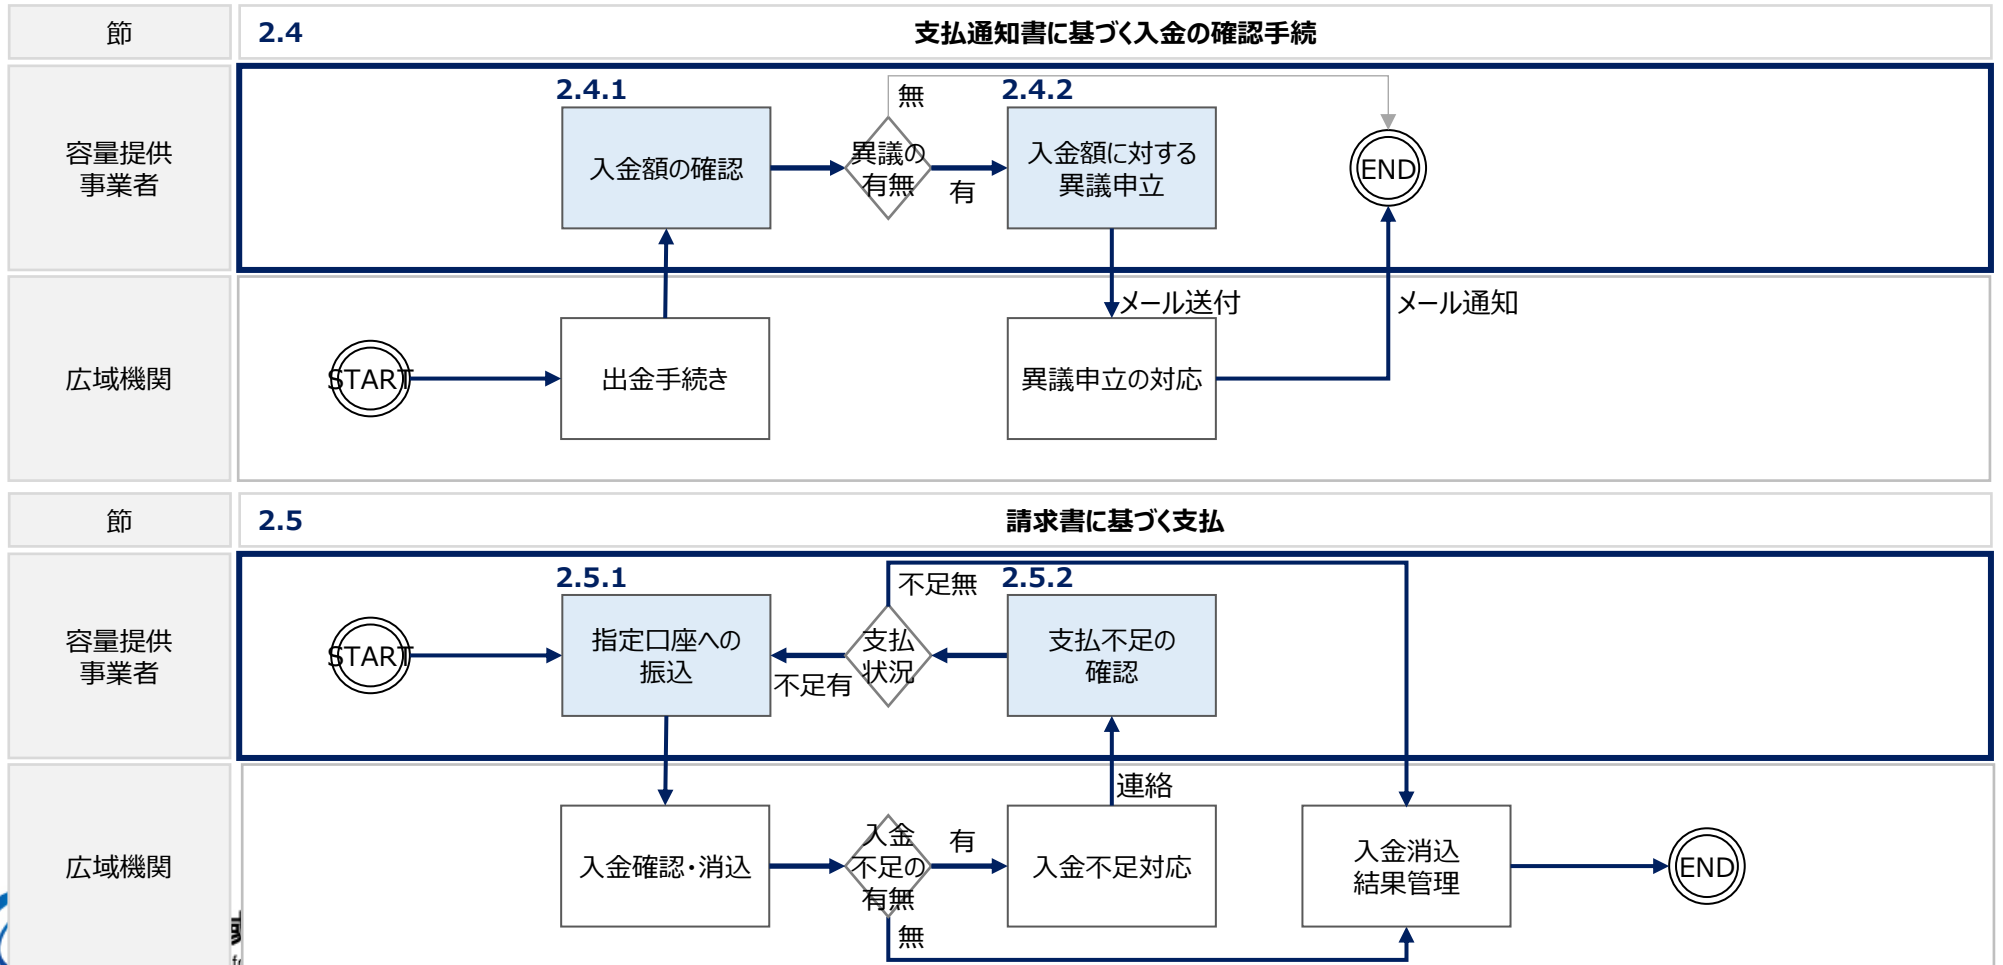 節
2.4
支払通知書に基づく入金の確認手続
容量提供
事業者
2.4.1
入金額の確認
無
異議の
有無
有
2.4.2
入金額に対する
異議申立
END
広域機関
START
出金手続き
メール送付
異議申立の対応
メール通知
節
2.5
請求書に基づく支払
容量提供
事業者
START
2.5.1
指定口座への
振込
不足無
支払
状況
不足有
2.5.2
支払不足の
確認
広域機関
入金確認・消込
入金
不足の
有無
有
無
連絡
入金不足対応
入金消込
結果管理
END